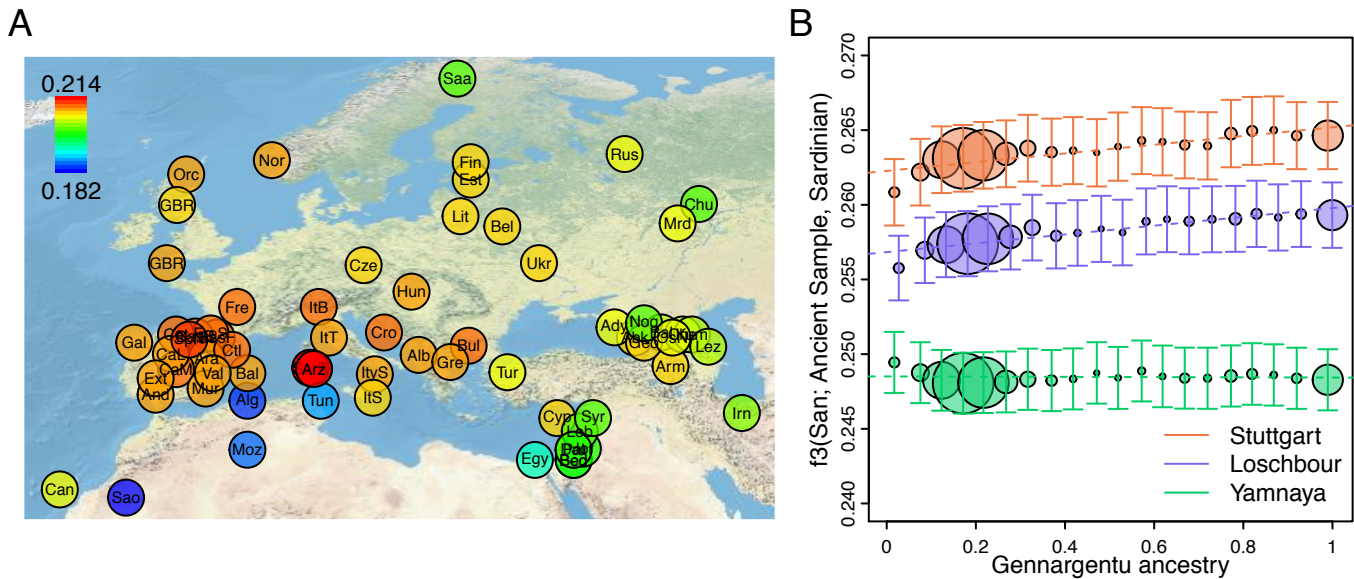 A
0.214
0.182
Saa
Nor
Orc
GBR
Fin
Est
Rus
Chu
Mrd
Lit
Bel
GBR
Cze
Ukr
Hun
Fre
ItB
ItT
Cro
Bul
Alb
Gre
Gal
Ctl
Ara
Ext
Val
Bal
Mur
And
Arz
ItyS
ItS
Alg
Tun
Moz
Can
Sao
Tur
Ady
Nog
Lez
Arm
Irn
Cyp
Syr
Leb
Egy
B
f3(San; Ancient Sample, Sardinian)
0.270
0.265
0.260
0.255
0.250
0.245
0.240
Stuttgart
Loschbour
Yamnaya
0 0.2 0.4 0.6 0.8 1
Gennargentu ancestry